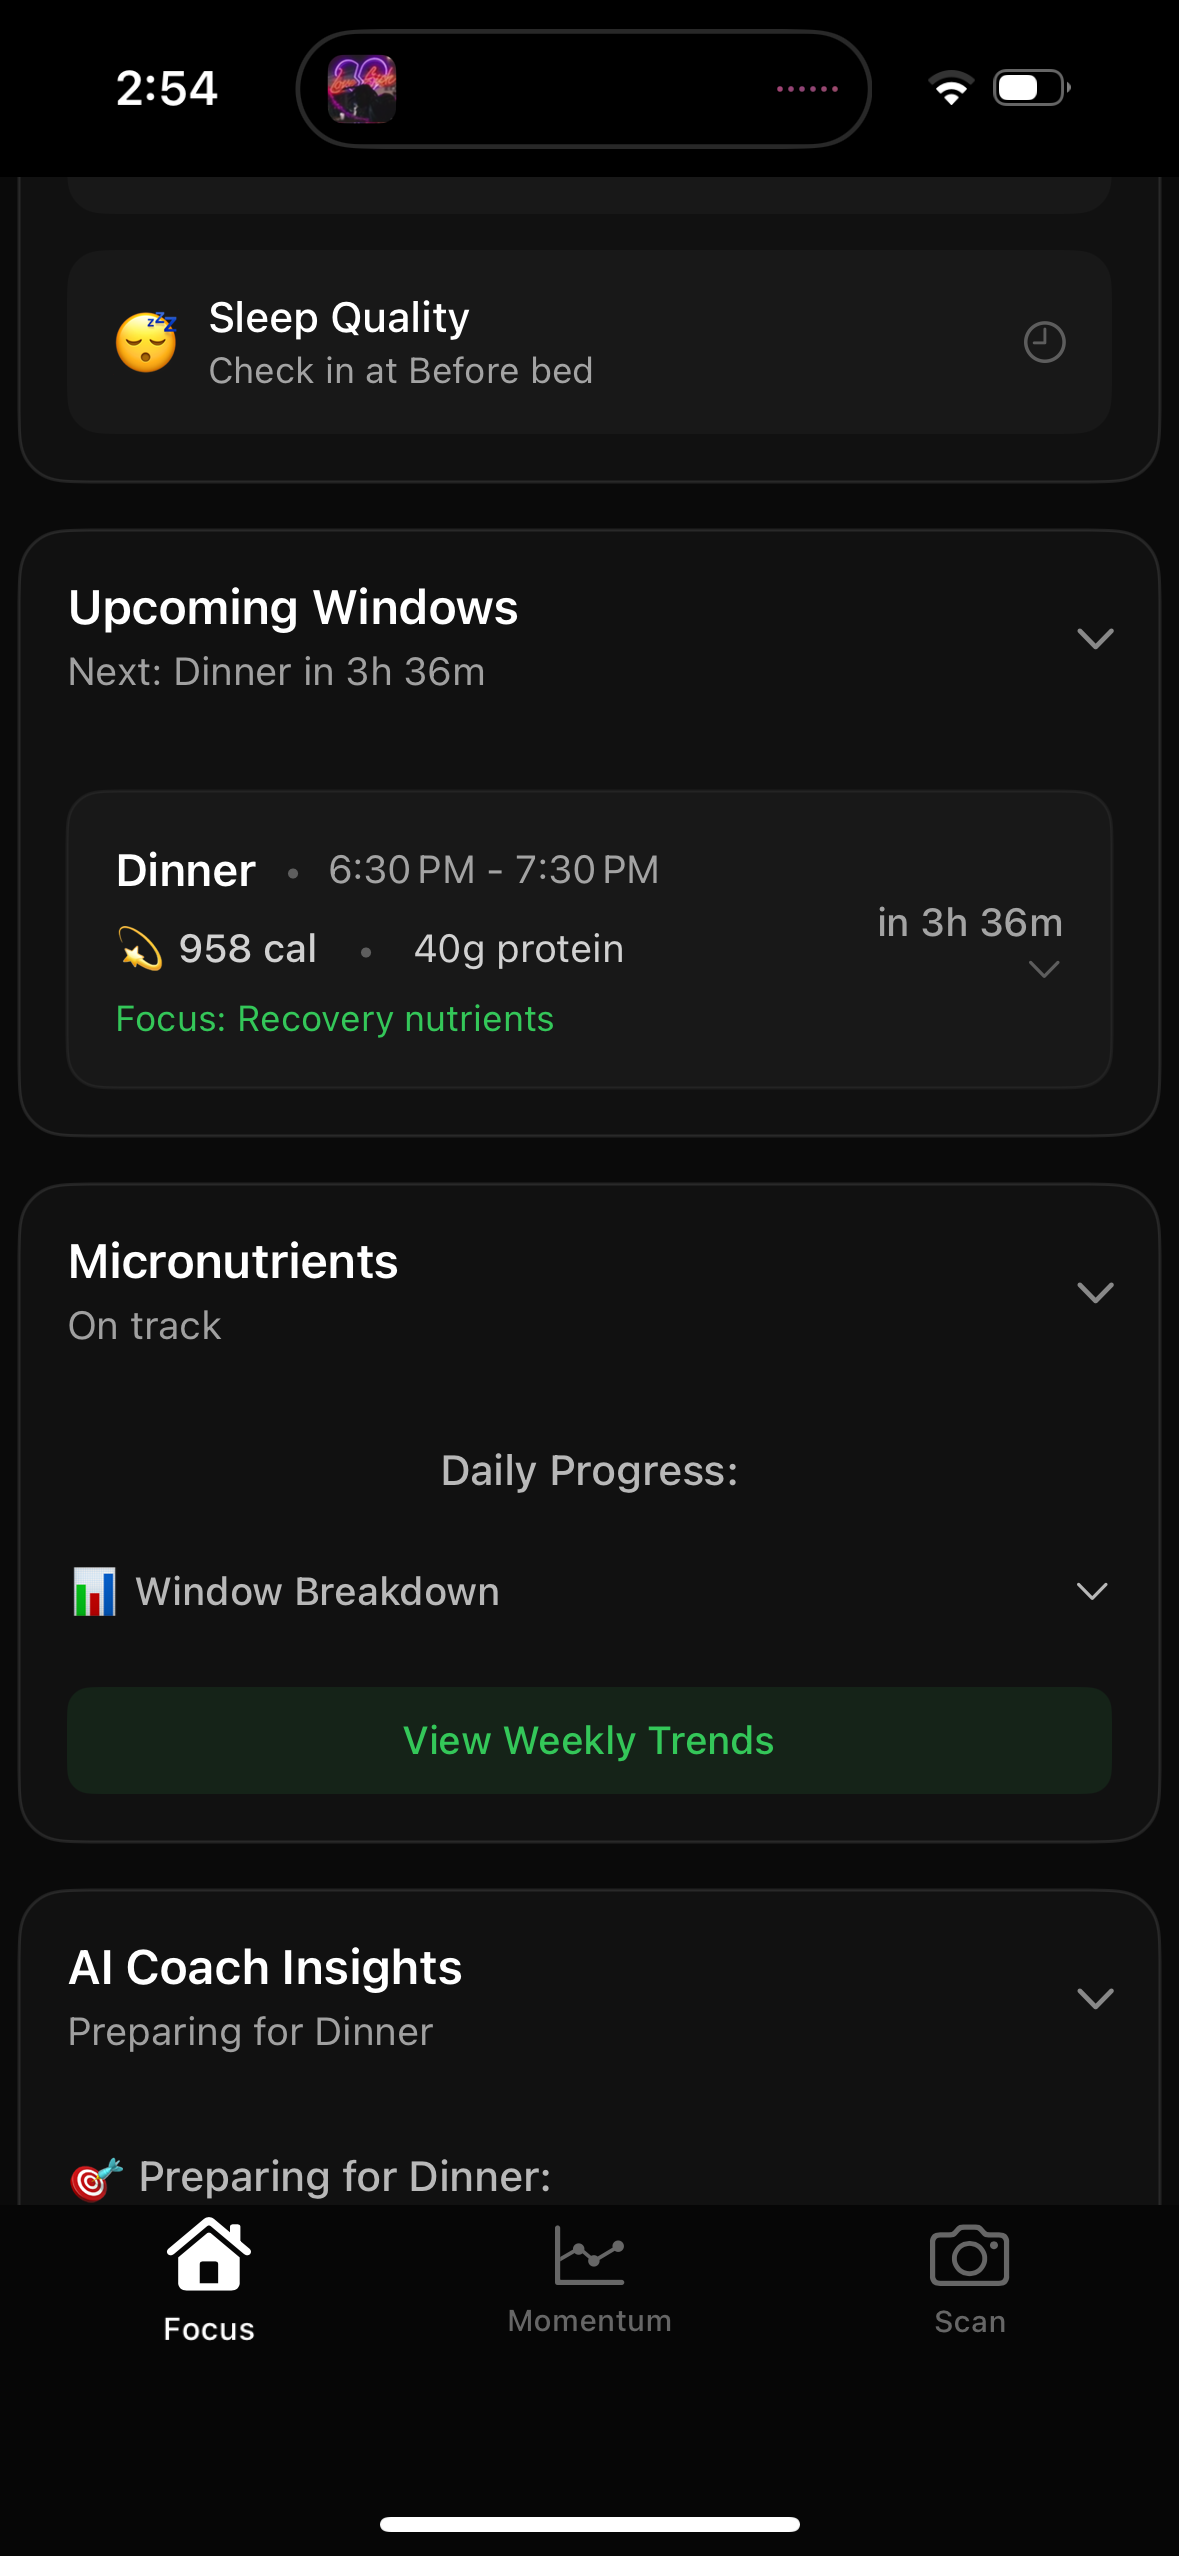 2:54
Sleep Quality
Check in at Before bed
Upcoming Windows
Next: Dinner in 3h 36m
Dinner • 6:30 PM - 7:30 PM
in 3h 36m
958 cal • 40g protein
Focus: Recovery nutrients
Micronutrients
On track
Daily Progress:
Window Breakdown
View Weekly Trends
AI Coach Insights
Preparing for Dinner
Preparing for Dinner:
Focus
Momentum
Scan